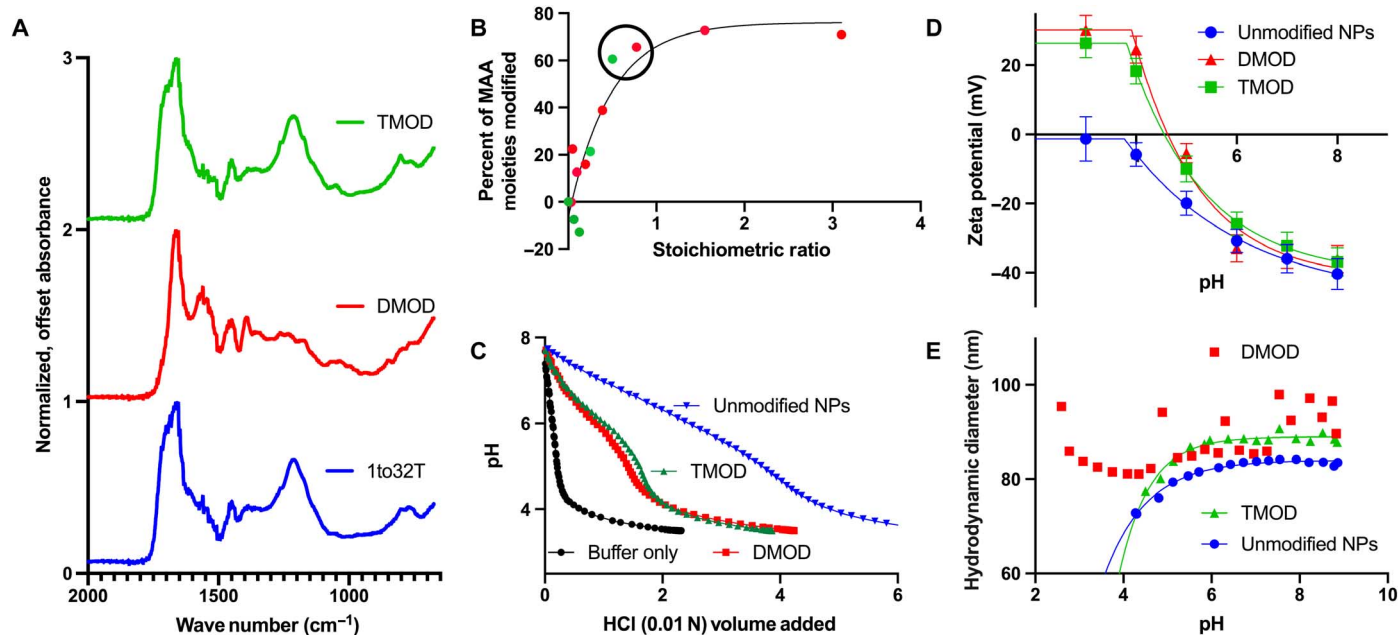 A
Normalized, offset absorbance
3
2
1
0
TMOD
DMOD
1to32T
2000
1500
1000
Wave number (cm⁻¹)
B
Percent of MAA
moieties modified
80
60
40
20
0
−20
1
2
3
4
Stoichiometric ratio
C
pH
8
6
4
Unmodified NPs
TMOD
Buffer only
DMOD
0
2
4
6
HCl (0.01 N) volume added
D
Zeta potential (mV)
20
0
−20
−40
Unmodified NPs
DMOD
TMOD
6
8
pH
E
Hydrodynamic diameter (nm)
100
80
60
DMOD
TMOD
Unmodified NPs
2
4
6
8
10
pH